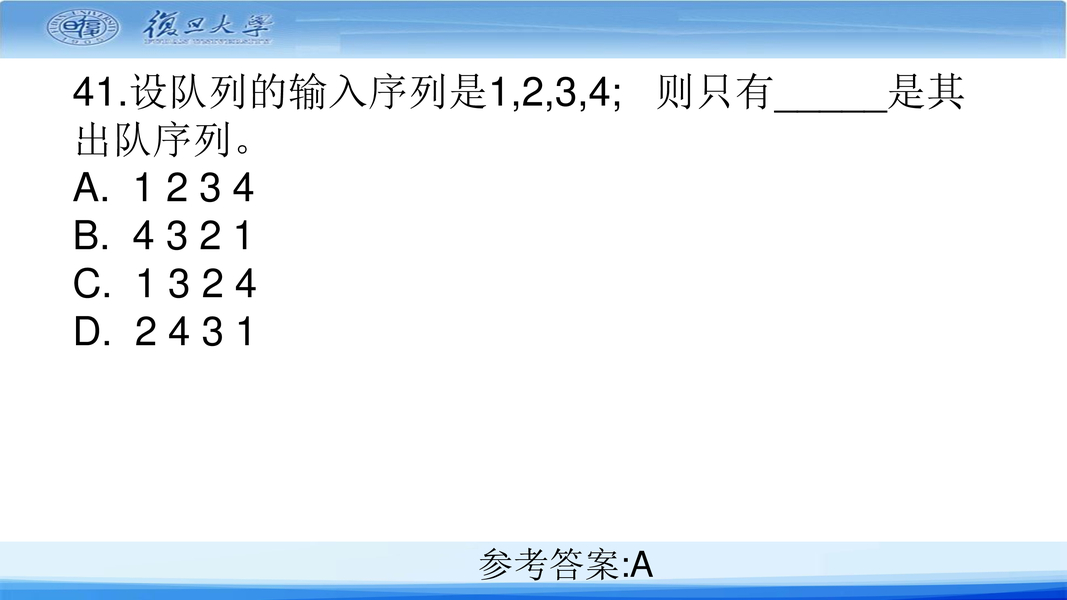 復旦大學
41.设队列的输入序列是1,2,3,4; 则只有_____是其
出队序列。
A. 1 2 3 4
B. 4 3 2 1
C. 1 3 2 4
D. 2 4 3 1
参考答案:A